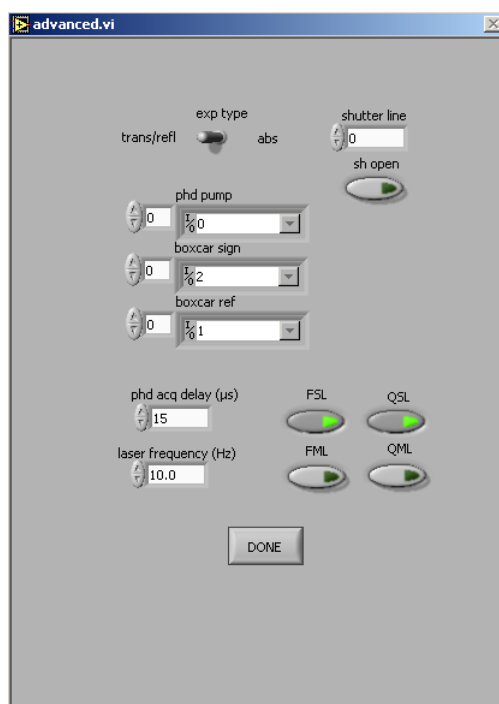 advanced.vi
exp type
trans/refl abs
shutter line
0
sh open
phd pump
0 I/O 0
boxcar sign
0 I/O 2
boxcar ref
0 I/O 1
phd acq delay (µs)
15
FSL QSL
laser frequency (Hz)
10.0
FML QML
DONE